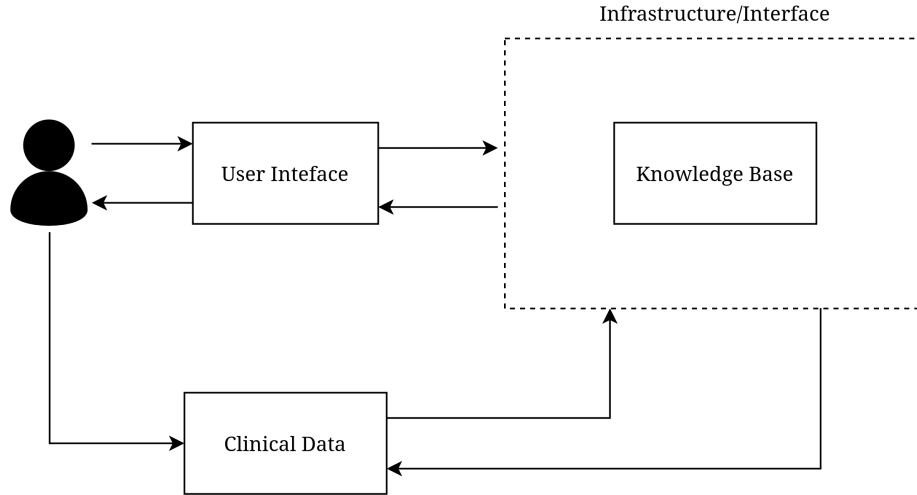 Infrastructure/Interface
User Inteface
Knowledge Base
Clinical Data